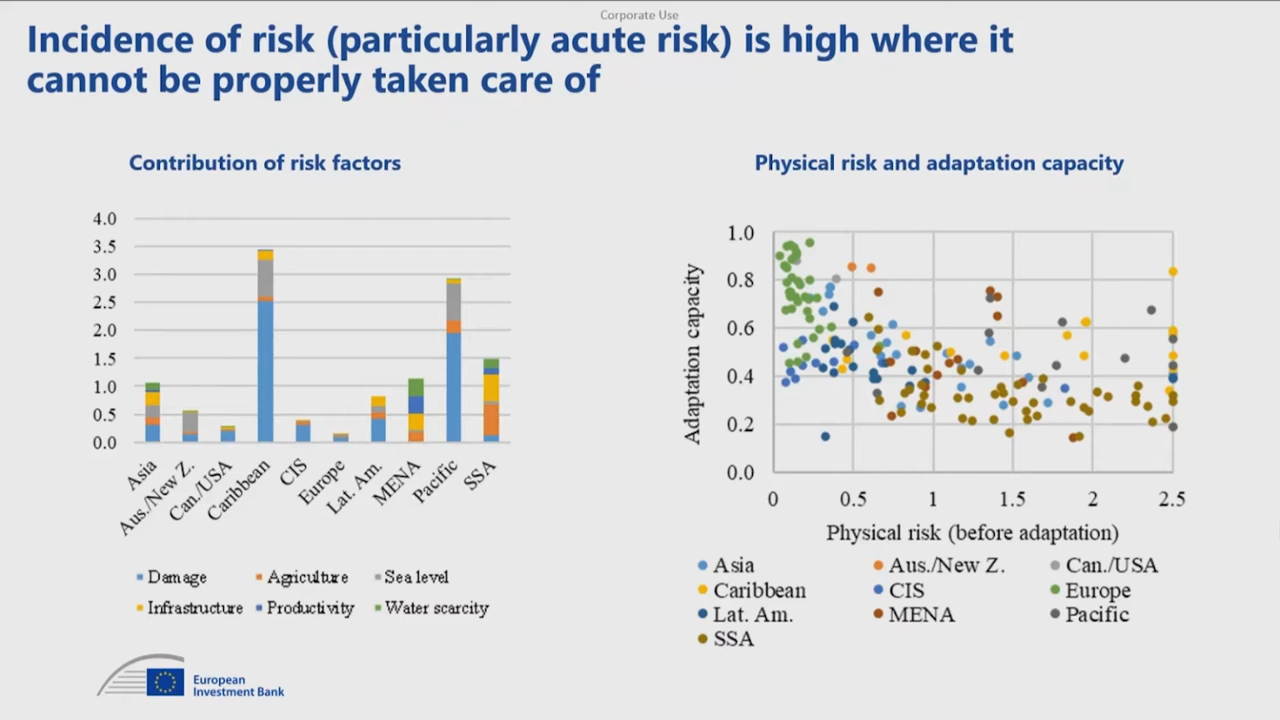 Corporate Use
Incidence of risk (particularly acute risk) is high where it
cannot be properly taken care of
Contribution of risk factors
4.0
3.5
3.0
2.5
2.0
1.5
1.0
0.5
0.0
Asia
Aus./New Z.
Can./USA
Caribbean
CIS
Europe
Lat. Am.
MENA
Pacific
SSA
Damage
Agriculture
Sea level
Infrastructure
Productivity
Water scarcity
Physical risk and adaptation capacity
Adaptation capacity
1.0
0.8
0.6
0.4
0.2
0.0
0 0.5 1 1.5 2 2.5
Physical risk (before adaptation)
Asia
Aus./New Z.
Can./USA
Caribbean
CIS
Europe
Lat. Am.
MENA
Pacific
SSA
European
Investment Bank